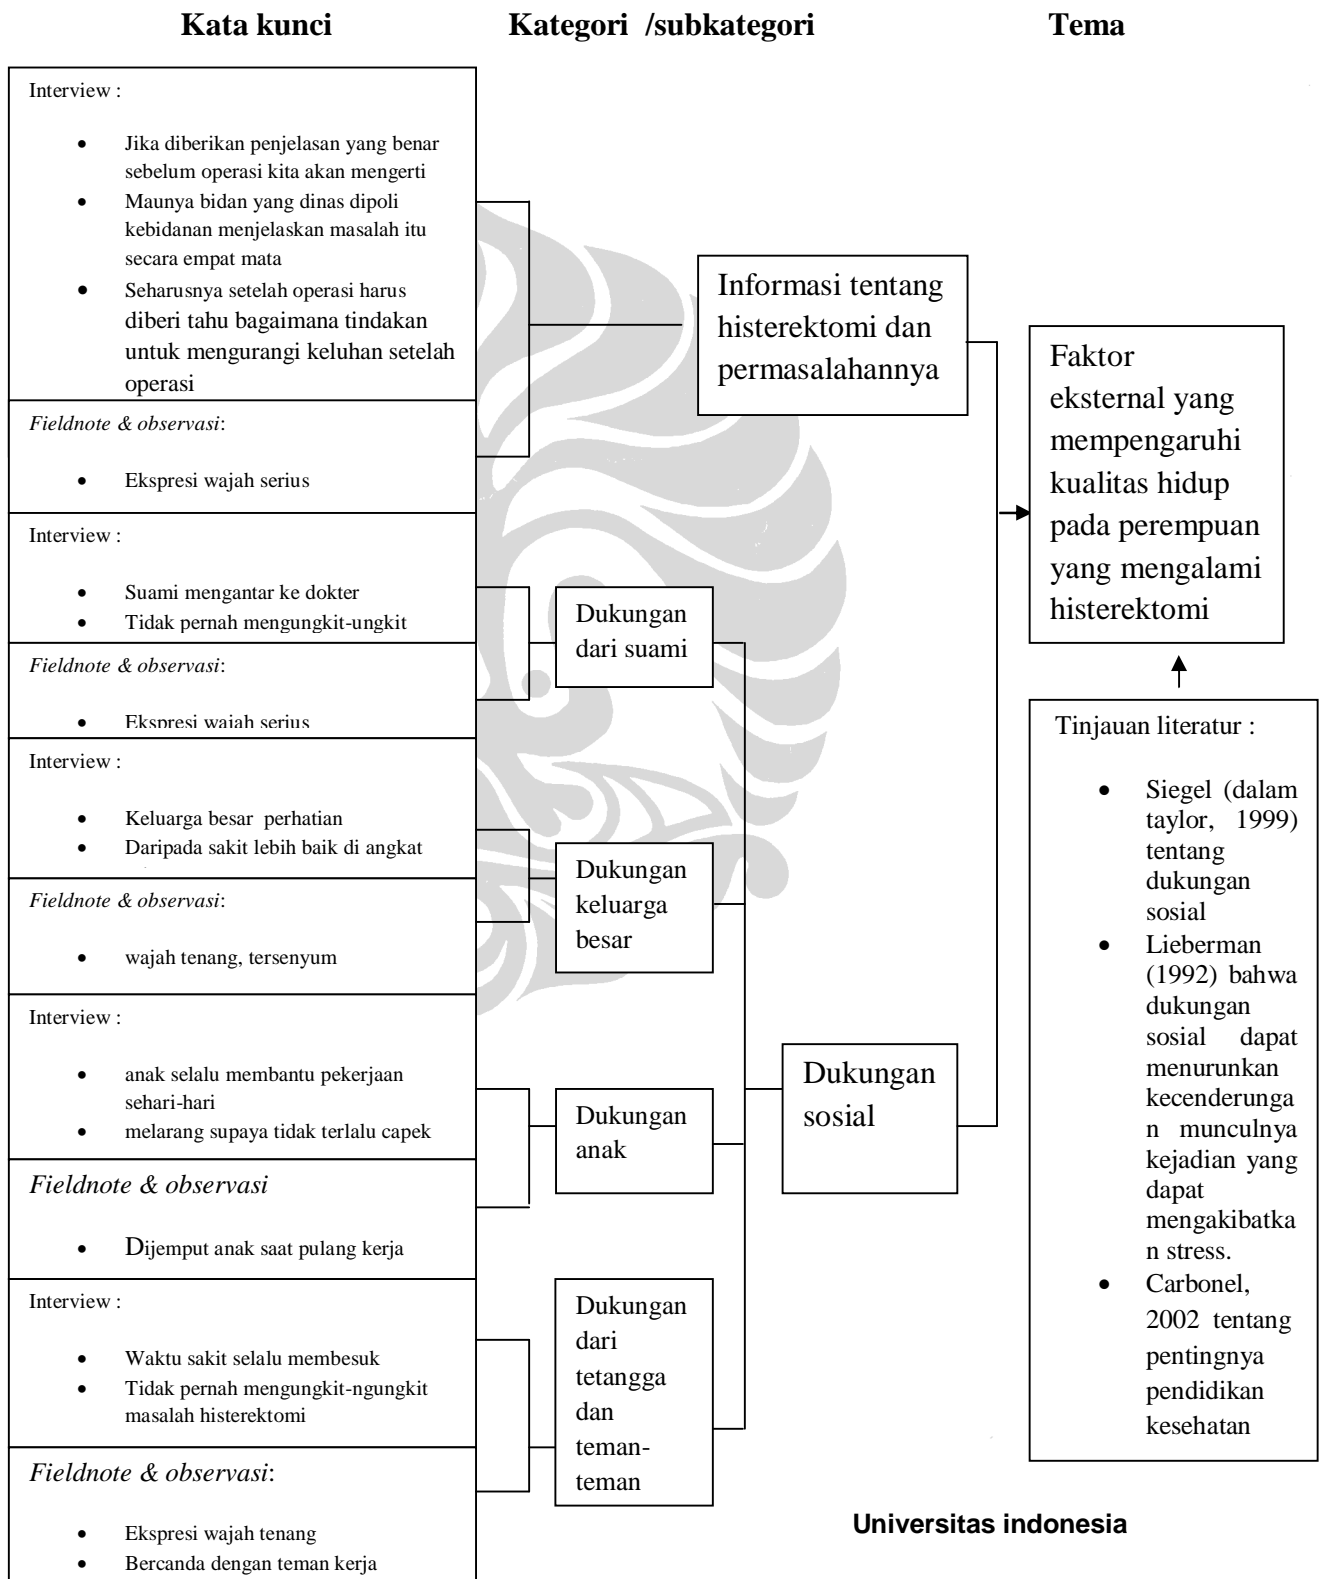 Kata kunci
Kategori /subkategori
Tema
Interview :
• Jika diberikan penjelasan yang benar
sebelum operasi kita akan mengerti
• Maunya bidan yang dinas dipoli
kebidanan menjelaskan masalah itu
secara empat mata
• Seharusnya setelah operasi harus
diberi tahu bagaimana tindakan
untuk mengurangi keluhan setelah
operasi
Fieldnote & observasi:
• Ekspresi wajah serius
Interview :
• Suami mengantar ke dokter
• Tidak pernah mengungkit-ungkit
Fieldnote & observasi:
• Ekspresi wajah serius
Interview :
• Keluarga besar perhatian
• Daripada sakit lebih baik di angkat
Fieldnote & observasi:
• wajah tenang, tersenyum
Interview :
• anak selalu membantu pekerjaan
sehari-hari
• melarang supaya tidak terlalu capek
Fieldnote & observasi
• Dijemput anak saat pulang kerja
Interview :
• Waktu sakit selalu membesuk
• Tidak pernah mengungkit-ngungkit
masalah histerektomi
Fieldnote & observasi:
• Ekspresi wajah tenang
• Bercanda dengan teman kerja
Informasi tentang
histerektomi dan
permasalahannya
Dukungan
dari suami
Dukungan
keluarga
besar
Dukungan
anak
Dukungan
dari
tetangga
dan
teman-
teman
Dukungan
sosial
Faktor
eksternal yang
mempengaruhi
kualitas hidup
pada perempuan
yang mengalami
histerektomi
Tinjauan literatur :
• Siegel (dalam
taylor, 1999)
tentang
dukungan
sosial
• Lieberman
(1992) bahwa
dukungan
sosial dapat
menurunkan
kecenderunga
n munculnya
kejadian yang
dapat
mengakibatka
n stress.
• Carbonel,
2002 tentang
pentingnya
pendidikan
kesehatan
Universitas indonesia